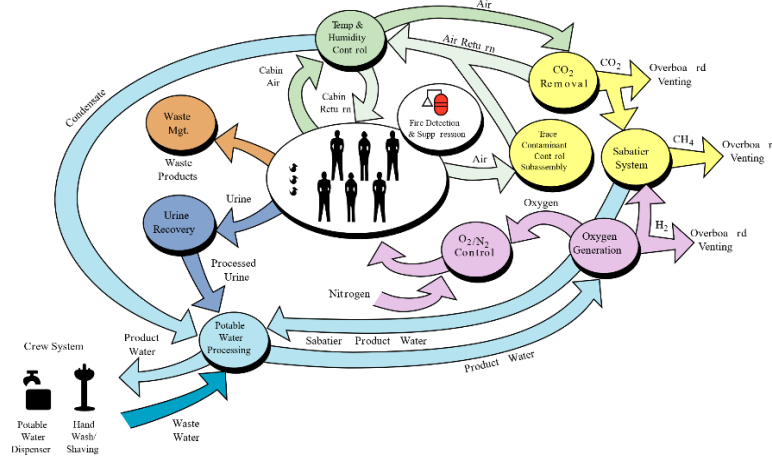 Air
Temp &
Humidity
Cont rol
Air Retu rn
CO2
Removal
CO2
Overboa rd
Venting
Condensate
Cabin
Air
Cabin
Retu rn
Waste
Mgt.
Fire Detection
& Supp ression
Trace
Contaminant
Cont rol
Subassembly
Sabatier
System
CH4
Overboa r
Venting
Waste
Products
Air
Urine
Urine
Recovery
Oxygen
O2/N2
Control
Oxygen
Generation
H2
Overboa rd
Venting
Processed
Urine
Nitrogen
Potable
Water
Processing
Product
Water
Sabatier Product Water
Product Water
Crew System
Potable
Water
Dispenser
Hand
Wash/
Shaving
Waste
Water